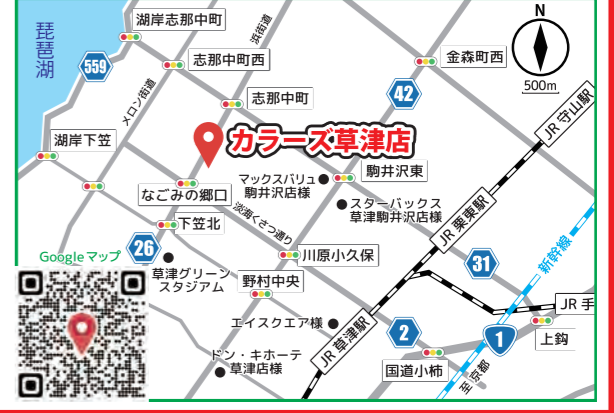 琵琶湖
559
湖岸志那中町
浜街道
志那中町西
メロン街道
志那中町
金森町西
N
500m
42
湖岸下笠
カラーズ草津店
マックスバリュ
駒井沢店様
駒井沢東
スターバックス
草津駒井沢店様
JR 守山駅
JR 栗東駅
なごみの郷口
淡海くさつ通り
下笠北
26
Googleマップ
草津グリーン
スタジアム
川原小久保
野村中央
31
新幹線
エイスクエア様
JR 草津駅
2
1
JR 手
上鈎
ドン・キホーテ
草津店様
国道小柿
至京都